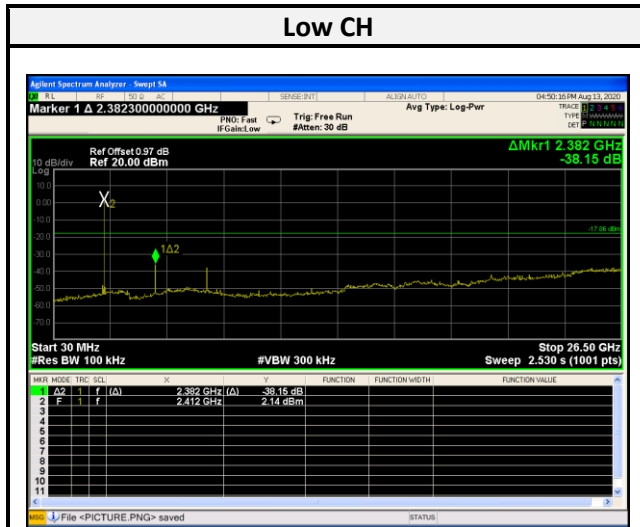 Low CH
Agilent Spectrum Analyzer - Swept SA
RL RF 50 Ω AC SENSE:INT ALIGN AUTO 04:50:16 PM Aug 13, 2020
Marker 1 Δ 2.382300000000 GHz
PNO: Fast Trig: Free Run Avg Type: Log-Pwr TRACE 1 2 3 4 5 6
IFGain:Low #Atten: 30 dB TYPE M WWWWW
DET P N N N N N
ΔMkr1 2.382 GHz
-38.15 dB
Ref Offset 0.97 dB
10 dB/div Ref 20.00 dBm
Log
10.0
0.00
-10.0
-20.0
-30.0
-40.0
-50.0
-60.0
-70.0
2
1Δ2
-17.86 dBm
Start 30 MHz Stop 26.50 GHz
#Res BW 100 kHz #VBW 300 kHz Sweep 2.530 s (1001 pts)
MKR MODE TRC SCL X Y FUNCTION FUNCTION WIDTH FUNCTION VALUE
1 Δ2 1 f (Δ) 2.382 GHz (Δ) -38.15 dB
2 F 1 f 2.412 GHz 2.14 dBm
3
4
5
6
7
8
9
10
11
MSG File <PICTURE.PNG> saved STATUS